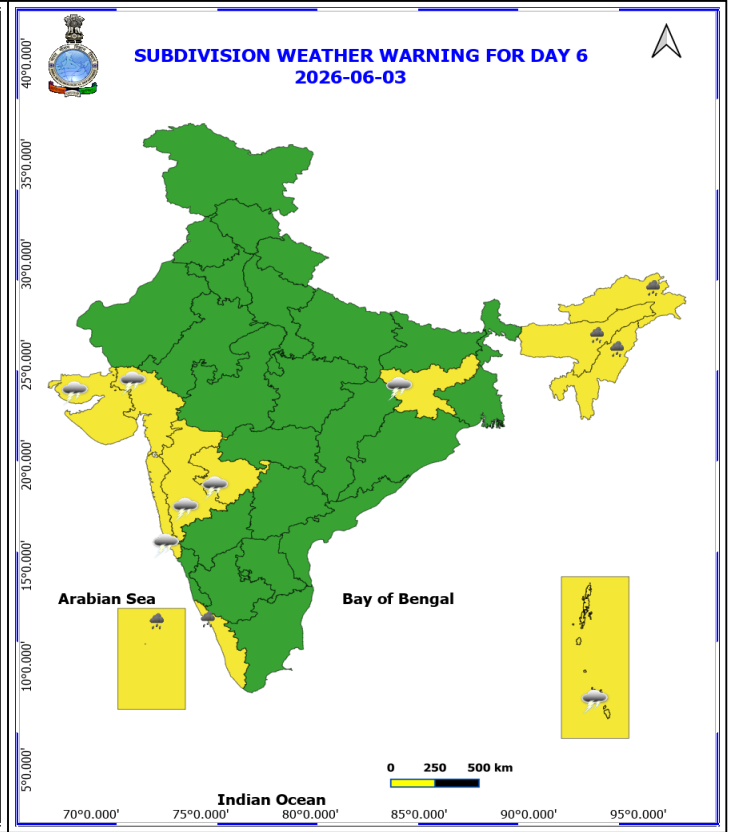 SUBDIVISION WEATHER WARNING FOR DAY 6
2026-06-03
40°0.000'
35°0.000'
30°0.000'
25°0.000'
20°0.000'
15°0.000'
10°0.000'
5°0.000'
Arabian Sea
Bay of Bengal
0 250 500 km
Indian Ocean
70°0.000' 75°0.000' 80°0.000' 85°0.000' 90°0.000' 95°0.000'